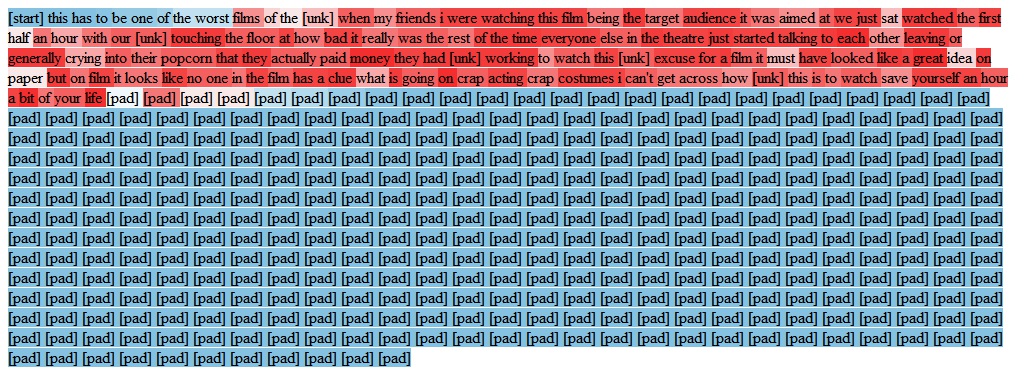 [start] this has to be one of the worst films of the [unk] when my friends i were watching this film being the target audience it was aimed at we just sat watched the first
half an hour with our [unk] touching the floor at how bad it really was the rest of the time everyone else in the theatre just started talking to each other leaving or
generally crying into their popcorn that they actually paid money they had [unk] working to watch this [unk] excuse for a film it must have looked like a great idea on
paper but on film it looks like no one in the film has a clue what is going on crap acting crap costumes i can't get across how [unk] this is to watch save yourself an hour
a bit of your life [pad] [pad] [pad] [pad] [pad] [pad] [pad] [pad] [pad] [pad] [pad] [pad] [pad] [pad] [pad] [pad] [pad] [pad] [pad] [pad] [pad] [pad] [pad] [pad]
[pad] [pad] [pad] [pad] [pad] [pad] [pad] [pad] [pad] [pad] [pad] [pad] [pad] [pad] [pad] [pad] [pad] [pad] [pad] [pad] [pad] [pad] [pad] [pad] [pad] [pad] [pad]
[pad] [pad] [pad] [pad] [pad] [pad] [pad] [pad] [pad] [pad] [pad] [pad] [pad] [pad] [pad] [pad] [pad] [pad] [pad] [pad] [pad] [pad] [pad] [pad] [pad] [pad] [pad]
[pad] [pad] [pad] [pad] [pad] [pad] [pad] [pad] [pad] [pad] [pad] [pad] [pad] [pad] [pad] [pad] [pad] [pad] [pad] [pad] [pad] [pad] [pad] [pad] [pad] [pad] [pad]
[pad] [pad] [pad] [pad] [pad] [pad] [pad] [pad] [pad] [pad] [pad] [pad] [pad] [pad] [pad] [pad] [pad] [pad] [pad] [pad] [pad] [pad] [pad] [pad] [pad] [pad] [pad]
[pad] [pad] [pad] [pad] [pad] [pad] [pad] [pad] [pad] [pad] [pad] [pad] [pad] [pad] [pad] [pad] [pad] [pad] [pad] [pad] [pad] [pad] [pad] [pad] [pad] [pad] [pad]
[pad] [pad] [pad] [pad] [pad] [pad] [pad] [pad] [pad] [pad] [pad] [pad] [pad] [pad] [pad] [pad] [pad] [pad] [pad] [pad] [pad] [pad] [pad] [pad] [pad] [pad] [pad]
[pad] [pad] [pad] [pad] [pad] [pad] [pad] [pad] [pad] [pad] [pad] [pad] [pad] [pad] [pad] [pad] [pad] [pad] [pad] [pad] [pad] [pad] [pad] [pad] [pad] [pad] [pad]
[pad] [pad] [pad] [pad] [pad] [pad] [pad] [pad] [pad] [pad] [pad] [pad] [pad] [pad] [pad] [pad] [pad] [pad] [pad] [pad] [pad] [pad] [pad] [pad] [pad] [pad] [pad]
[pad] [pad] [pad] [pad] [pad] [pad] [pad] [pad] [pad] [pad] [pad] [pad] [pad] [pad] [pad] [pad] [pad] [pad] [pad] [pad] [pad] [pad] [pad] [pad] [pad] [pad] [pad]
[pad] [pad] [pad] [pad] [pad] [pad] [pad] [pad] [pad] [pad] [pad] [pad] [pad] [pad] [pad] [pad] [pad] [pad] [pad] [pad] [pad] [pad] [pad] [pad] [pad] [pad] [pad]
[pad] [pad] [pad] [pad] [pad] [pad] [pad] [pad] [pad] [pad] [pad] [pad] [pad] [pad] [pad] [pad] [pad] [pad] [pad] [pad] [pad] [pad] [pad] [pad] [pad] [pad] [pad]
[pad] [pad] [pad] [pad] [pad] [pad] [pad] [pad] [pad] [pad] [pad] [pad] [pad] [pad] [pad] [pad] [pad] [pad] [pad] [pad] [pad] [pad] [pad] [pad] [pad] [pad] [pad]
[pad] [pad] [pad] [pad] [pad] [pad] [pad] [pad] [pad] [pad] [pad]